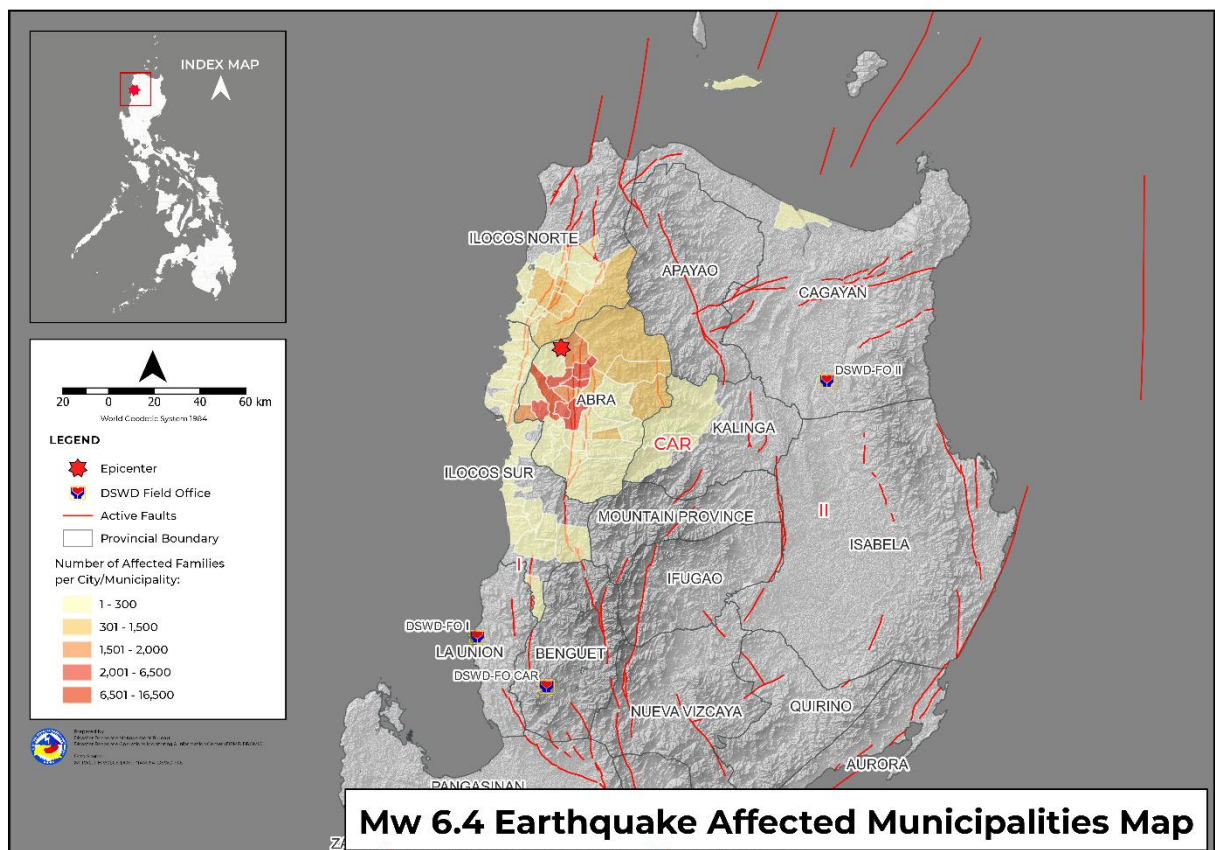 INDEX MAP
20 0 20 40 60 km
World Geodetic System 1984
LEGEND
Epicenter
DSWD Field Office
Active Faults
Provincial Boundary
Number of Affected Families
per City/Municipality:
1 - 300
301 - 1,500
1,501 - 2,000
2,001 - 6,500
6,501 - 16,500
Prepared by
ILOCOS NORTE
APAYAO
CAGAYAN
DSWD-FO II
ABRA
KALINGA
CAR
ILOCOS SUR
MOUNTAIN PROVINCE
II
ISABELA
I
IFUGAO
DSWD-FO I
LA UNION
BENGUET
DSWD-FO CAR
NUEVA VIZCAYA
QUIRINO
AURORA
PANGASINAN
Mw 6.4 Earthquake Affected Municipalities Map